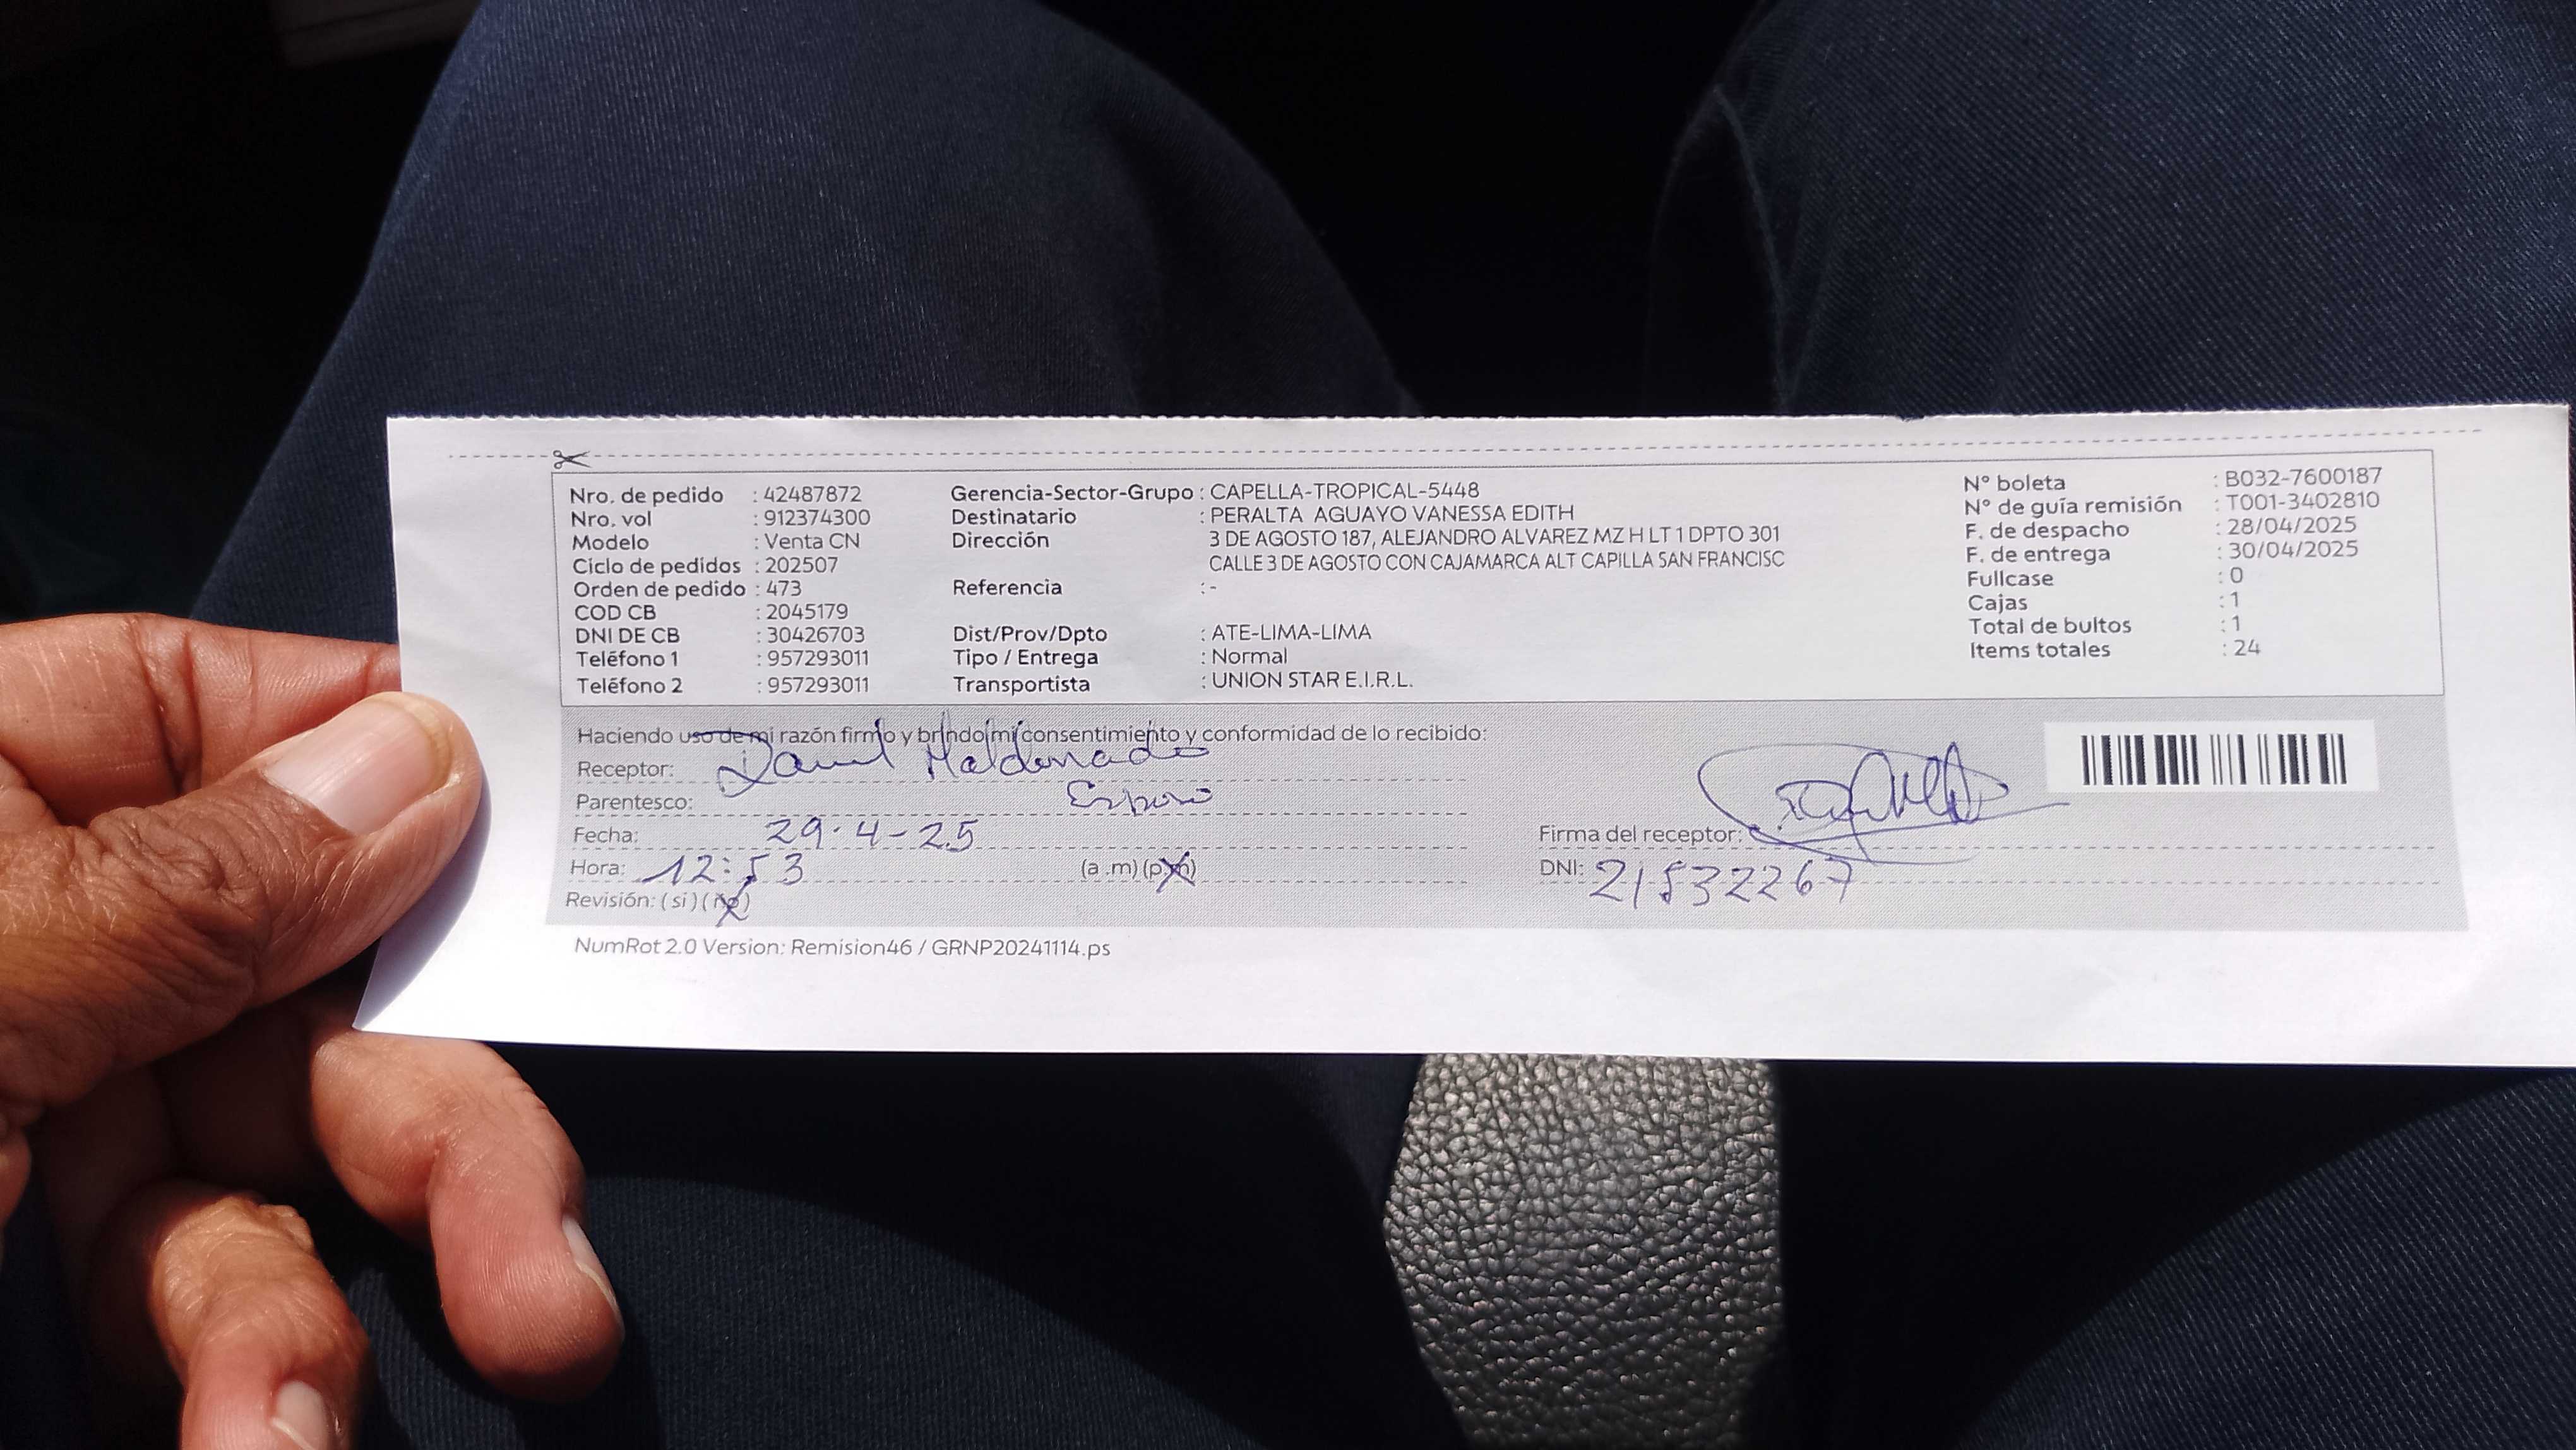 Nro. de pedido : 42487872
Nro. vol : 912374300
Modelo : Venta CN
Ciclo de pedidos : 202507
Orden de pedido : 473
COD CB : 2045179
DNI DE CB : 30426703
Teléfono 1 : 957293011
Teléfono 2 : 957293011
Gerencia-Sector-Grupo : CAPELLA-TROPICAL-5448
Destinatario : PERALTA AGUAYO VANESSA EDITH
Dirección 3 DE AGOSTO 187, ALEJANDRO ALVAREZ MZ H LT 1 DPTO 301
CALLE 3 DE AGOSTO CON CAJAMARCA ALT CAPILLA SAN FRANCISC
Referencia : -
Dist/Prov/Dpto : ATE-LIMA-LIMA
Tipo / Entrega : Normal
Transportista : UNION STAR E.I.R.L.
N° boleta : B032-7600187
N° de guía remisión : T001-3402810
F. de despacho : 28/04/2025
F. de entrega : 30/04/2025
Fullcase : 0
Cajas : 1
Total de bultos : 1
Items totales : 24
Haciendo uso de mi razón firmo y brindo mi consentimiento y conformidad de lo recibido:
Receptor: Maldonado
Parentesco: Esposo
Fecha: 29-4-25
Hora: 12:53 (a .m) (p.m)
Revisión: ( si ) ( no )
Firma del receptor:
DNI: 21532267
NumRot 2.0 Version: Remision46 / GRNP20241114.ps